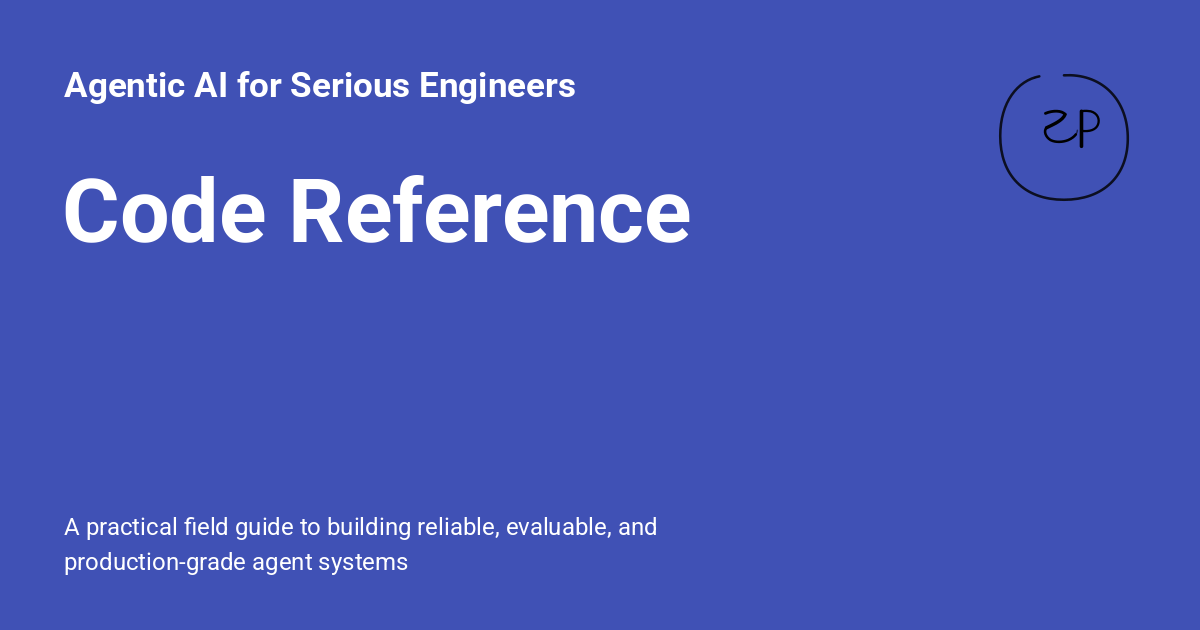 Agentic AI for Serious Engineers
Code Reference
A practical field guide to building reliable, evaluable, and
production-grade agent systems